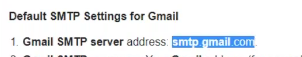 Default SMTP Settings for Gmail
1. Gmail SMTP server address: smtp.gmail.com.